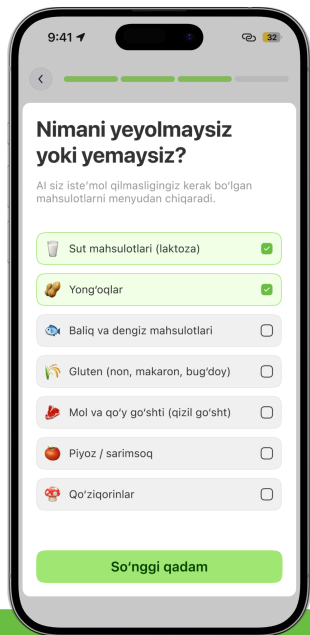 9:41
32
Nimani yeyolmaysiz
yoki yemaysiz?
AI siz iste’mol qilmasligingiz kerak bo‘lgan
mahsulotlarni menyudan chiqaradi.
Sut mahsulotlari (laktoza)
Yong‘oqlar
Baliq va dengiz mahsulotlari
Gluten (non, makaron, bug‘doy)
Mol va qo‘y go‘shti (qizil go‘sht)
Piyoz / sarimsoq
Qo‘ziqorinlar
So‘nggi qadam